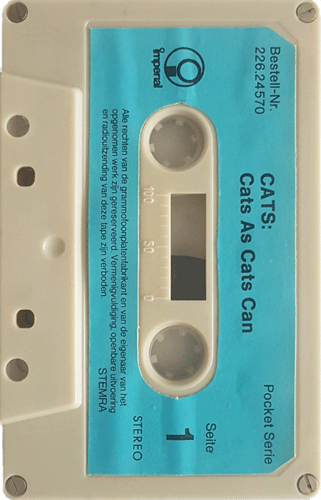 Bestell-Nr.
226.24570
imperial
CATS:
Cats As Cats Can
Pocket Serie
100 50 0
Seite
1
STEREO
Alle rechten van de grammofoonplatenfabrikant en van de eigenaar van het
opgenomen werk zijn gereserveerd. Vermenigvuldiging, openbare uitvoering
en radiouitzending van deze tape zijn verboden.
STEMRA